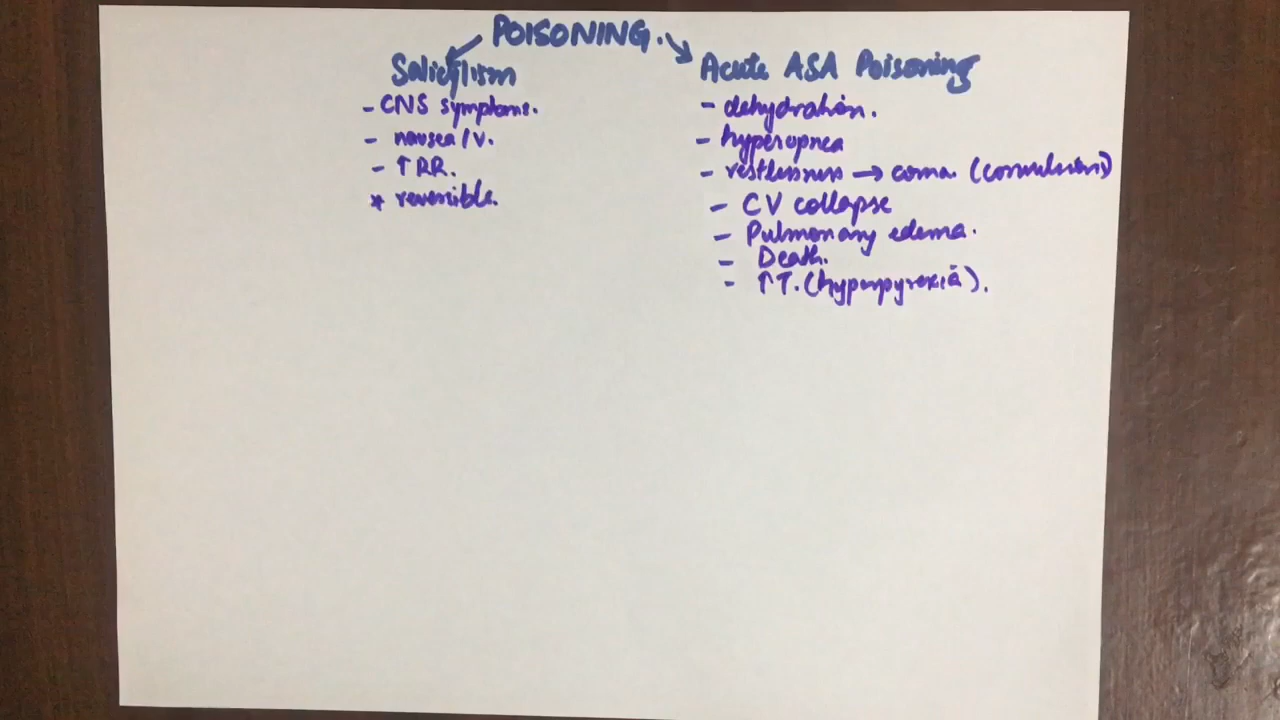 POISONING.
Salicylism
- CNS symptoms.
- nausea/V.
- ↑RR.
* reversible.
Acute ASA Poisoning
- dehydration.
- hyperopnea
- restlessness → coma (convulsions)
- CV collapse
- Pulmonary edema.
- Death.
- ↑T. (hyperpyrexia).